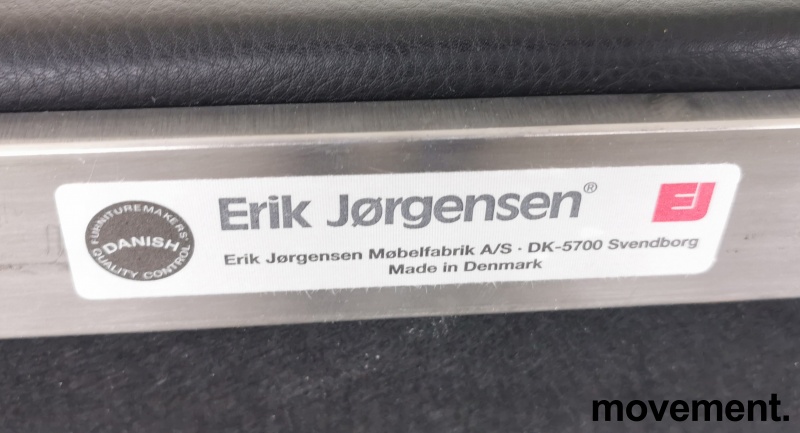 Erik Jørgensen®
EJ
FURNITUREMAKERS'
DANISH
QUALITY CONTROL
Erik Jørgensen Møbelfabrik A/S · DK-5700 Svendborg
Made in Denmark
movement.